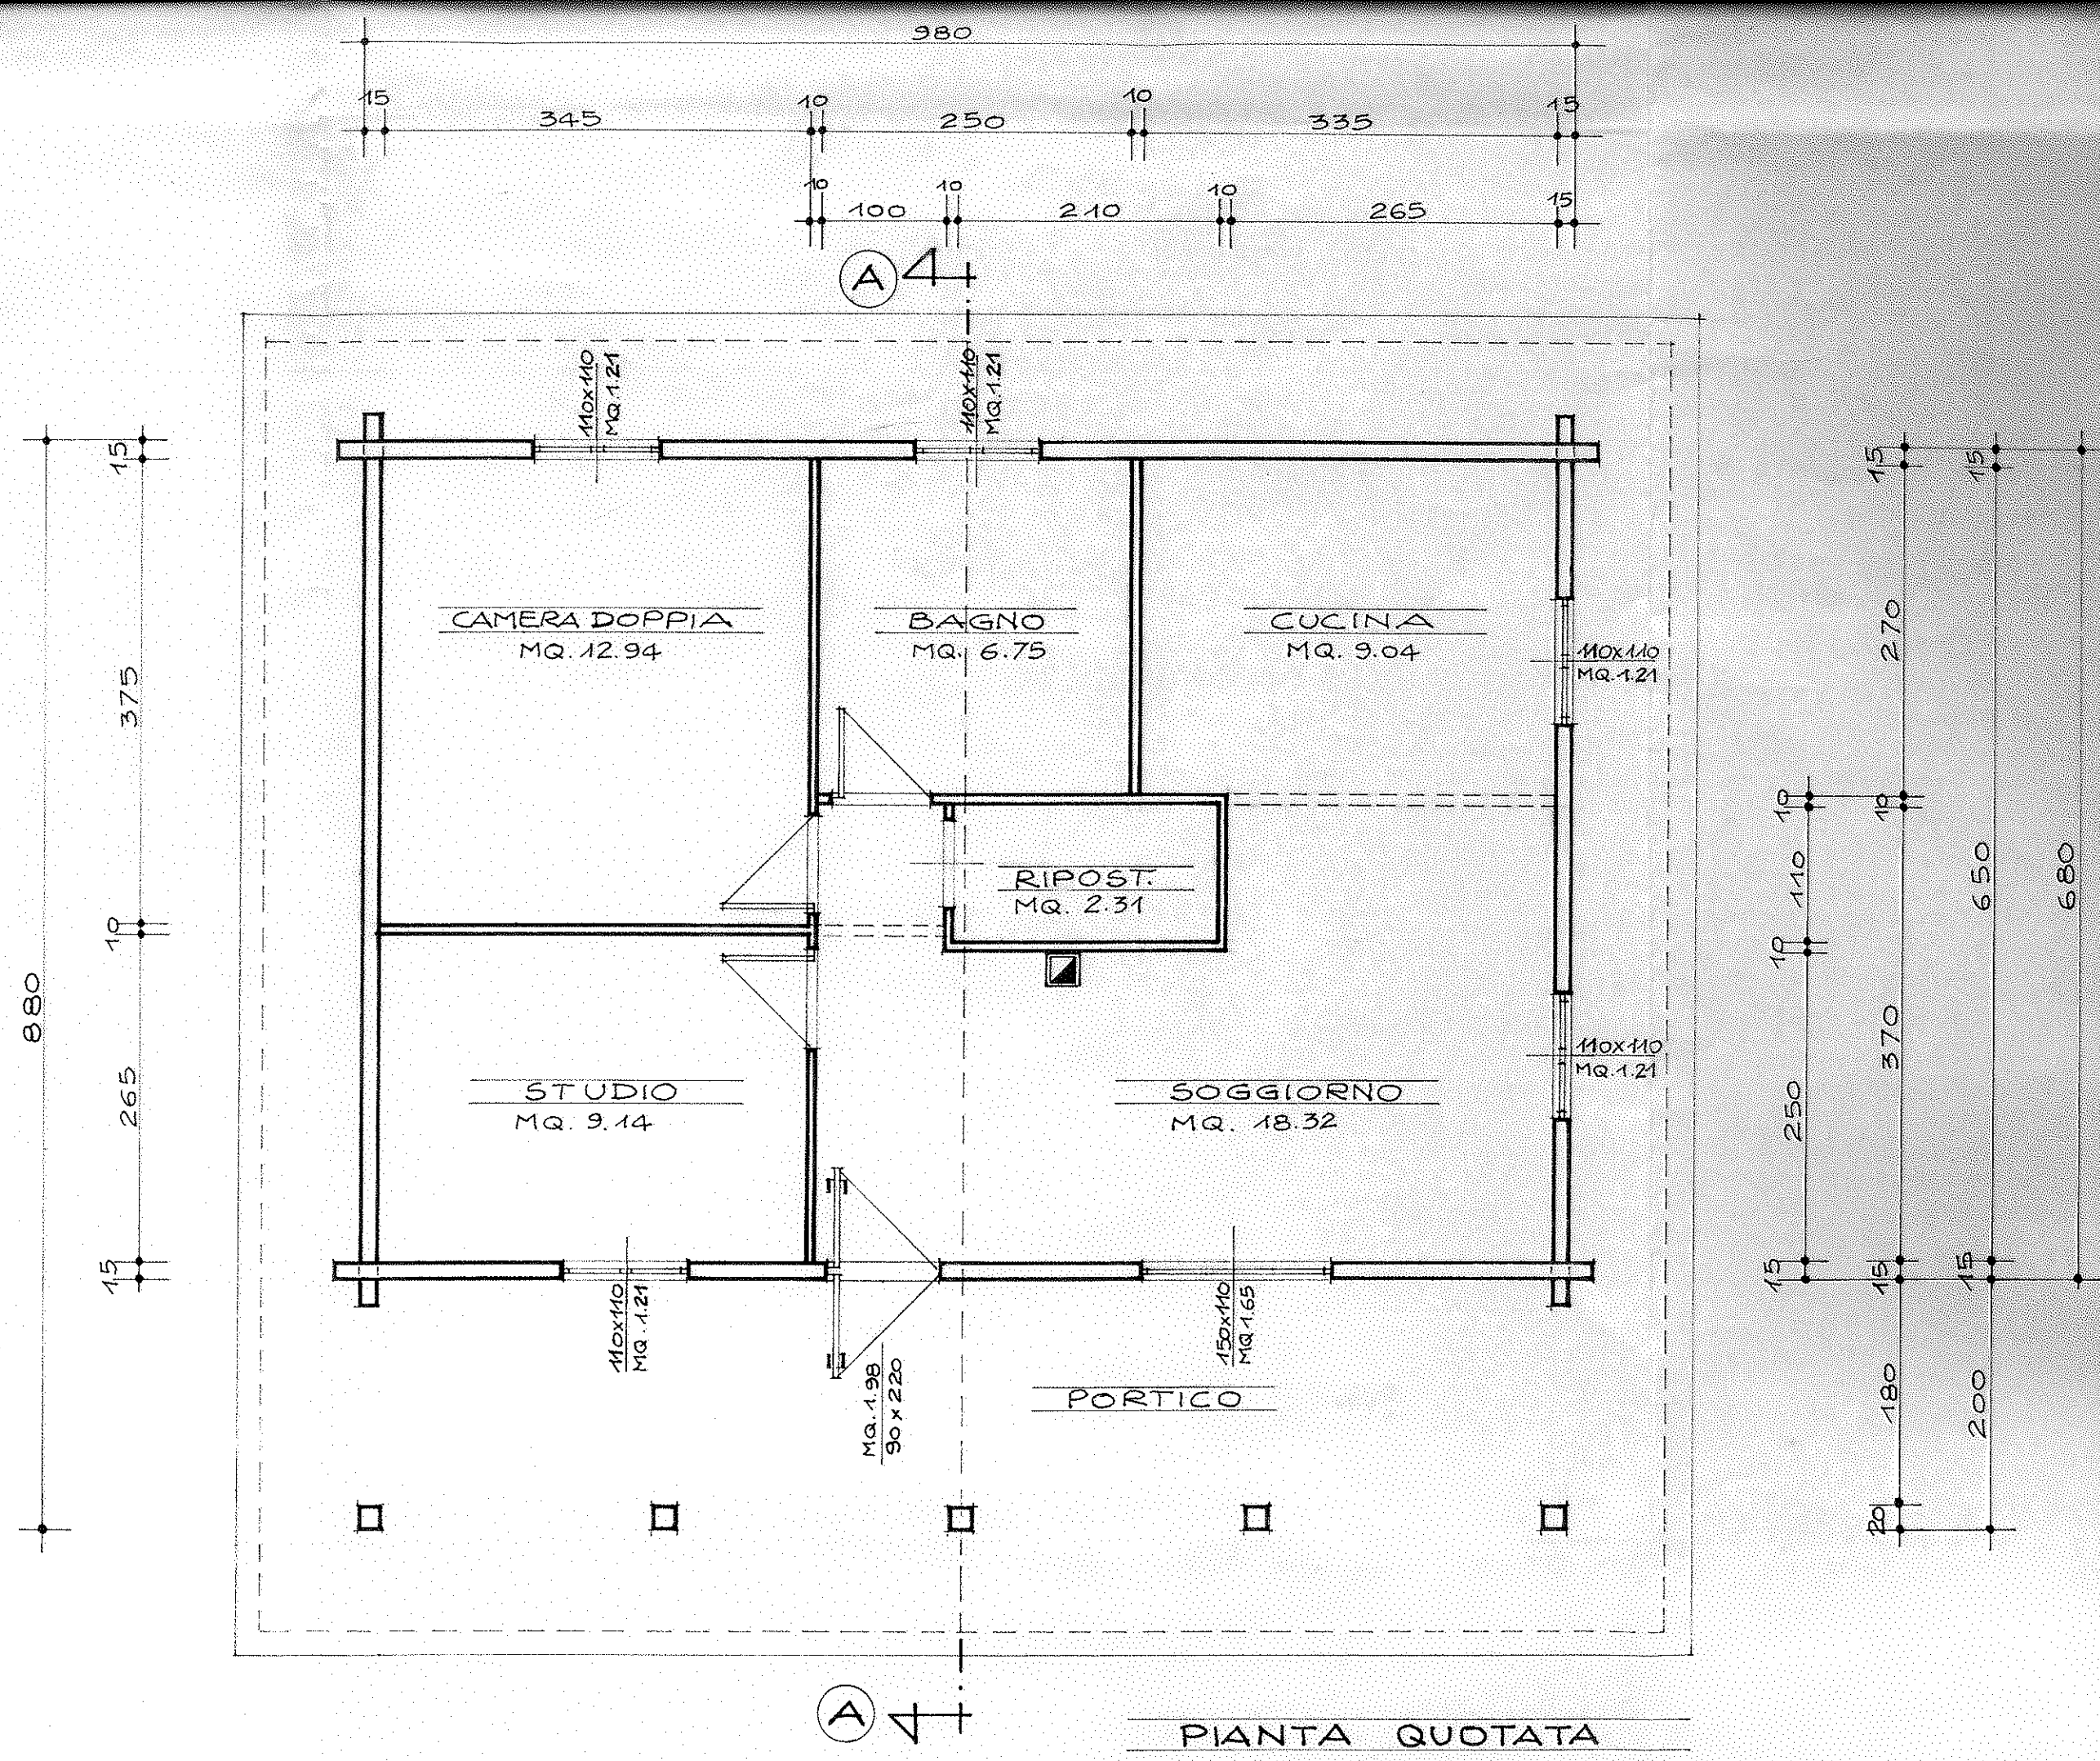 980
15 345 10 250 10 335 15
10 100 10 210 10 265 15
A
110x110
MQ.1.21
110x110
MQ.1.21
CAMERA DOPPIA
MQ. 12.94
BAGNO
MQ. 6.75
CUCINA
MQ. 9.04
110x110
MQ.1.21
RIPOST.
MQ. 2.31
STUDIO
MQ. 9.14
SOGGIORNO
MQ. 18.32
110x110
MQ.1.21
110x110
MQ.1.21
MQ.1.98
90x220
150x110
MQ.1.65
PORTICO
880
15
375
10
265
15
10
110
10
250
15
15
270
10
370
15
180
20
15
650
15
200
680
A
PIANTA QUOTATA